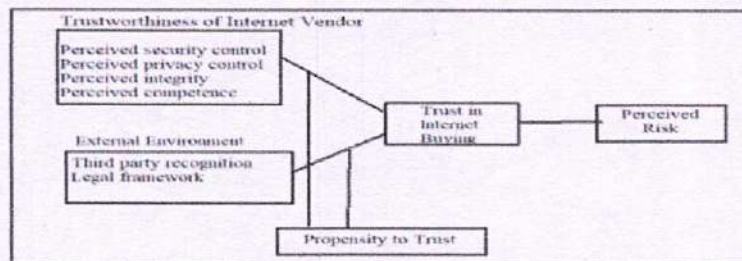 Trustworthiness of Internet Vendor
Perceived security control
Perceived privacy control
Perceived integrity
Perceived competence
External Environment
Third party recognition
Legal framework
Trust in
Internet
Buying
Perceived
Risk
Propensity to Trust